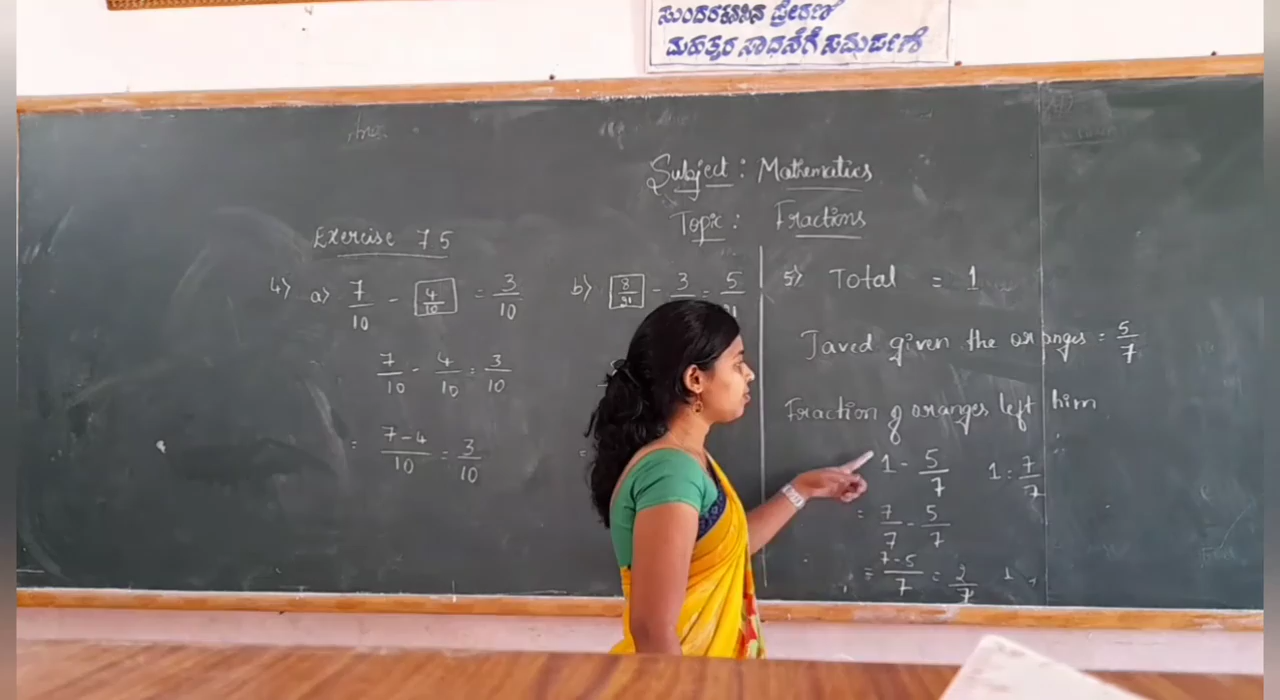 ಸುಂದರಕಾಶಿನ ಪ್ರೇರಣೆ
ಮಹತ್ವರ ಸಾಧನೆಗೆ ಸಮರ್ಪಣೆ
Subject : Mathematics
Topic : Fractions
Exercise 7 5
4) a) 7/10 - 4/10 = 3/10
7/10 - 4/10 = 3/10
= 7-4/10 = 3/10
b) 8/21 - 3/ = 5/
5) Total = 1
Javed given the oranges = 5/7
Fraction of oranges left him
1 - 5/7 1 = 7/7
= 7/7 - 5/7
= 7-5/7 = 2/7